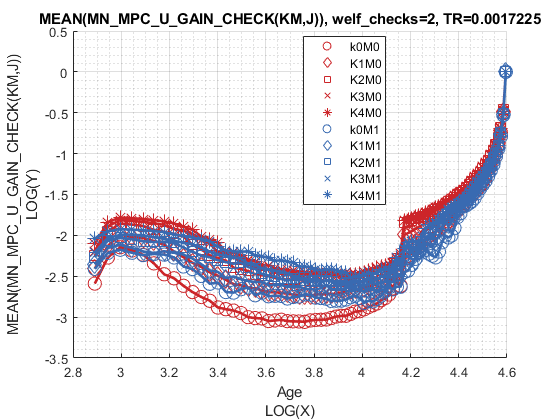 MEAN(MN_MPC_U_GAIN_CHECK(KM,J)), welf_checks=2, TR=0.0017225
MEAN(MN_MPC_U_GAIN_CHECK(KM,J))
LOG(Y)
0.5
0
-0.5
-1
-1.5
-2
-2.5
-3
-3.5
k0M0
K1M0
K2M0
K3M0
K4M0
k0M1
K1M1
K2M1
K3M1
K4M1
2.8
3
3.2
3.4
3.6
3.8
4
4.2
4.4
4.6
Age
LOG(X)